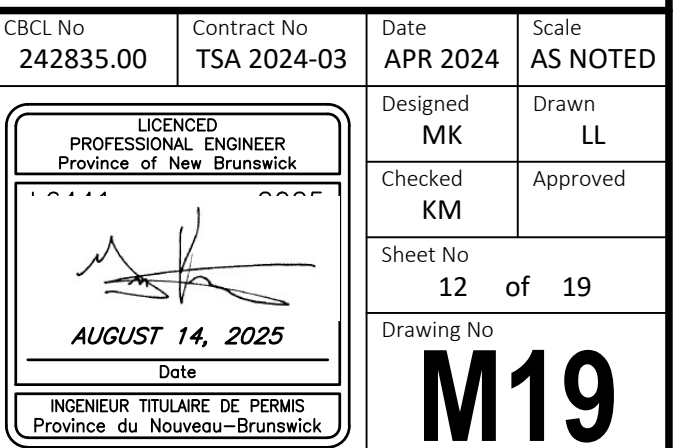 CBCL No
242835.00
Contract No
TSA 2024-03
Date
APR 2024
Scale
AS NOTED
LICENCED
PROFESSIONAL ENGINEER
Province of New Brunswick
AUGUST 14, 2025
Date
INGENIEUR TITULAIRE DE PERMIS
Province du Nouveau-Brunswick
Designed
MK
Drawn
LL
Checked
KM
Approved
Sheet No
12 of 19
Drawing No
M19